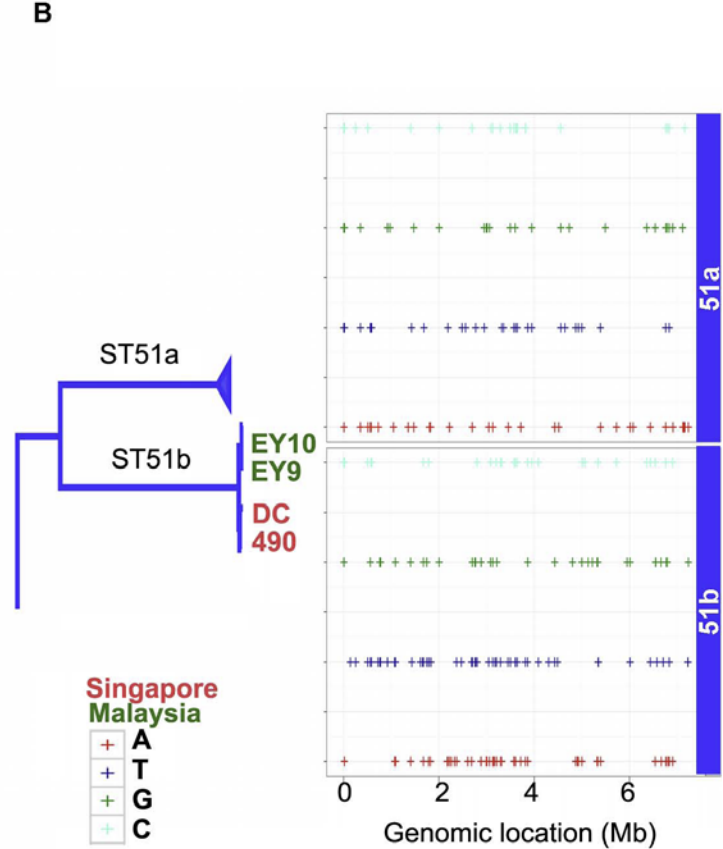 B
51a
ST51a
EY10
ST51b
EY9
DC
490
51b
Singapore
Malaysia
A
T
G
C
0 2 4 6
Genomic location (Mb)